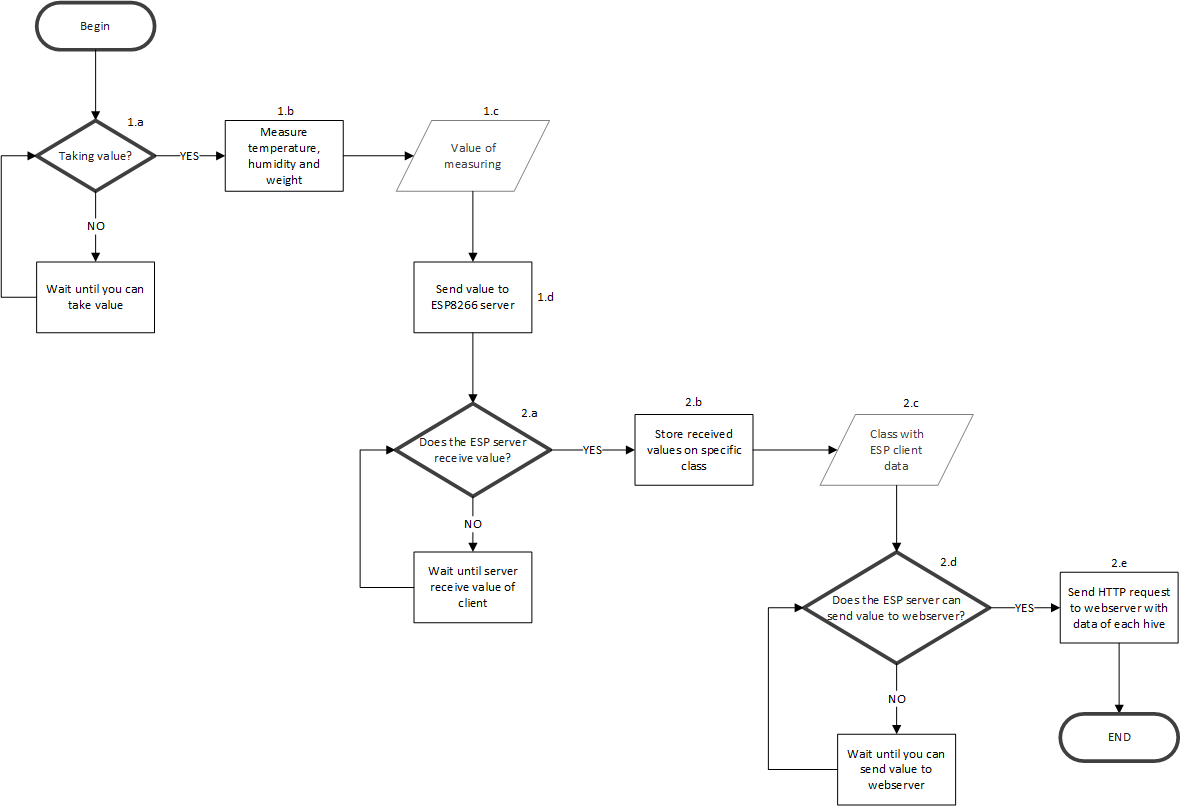 Begin
1.a
Taking value?
YES
1.b
Measure
temperature,
humidity and
weight
1.c
Value of
measuring
NO
Wait until you can
take value
Send value to
ESP8266 server
1.d
2.a
Does the ESP server
receive value?
YES
2.b
Store received
values on specific
class
2.c
Class with
ESP client
data
NO
Wait until server
receive value of
client
2.d
Does the ESP server can
send value to webserver?
YES
2.e
Send HTTP request
to webserver with
data of each hive
NO
Wait until you can
send value to
webserver
END